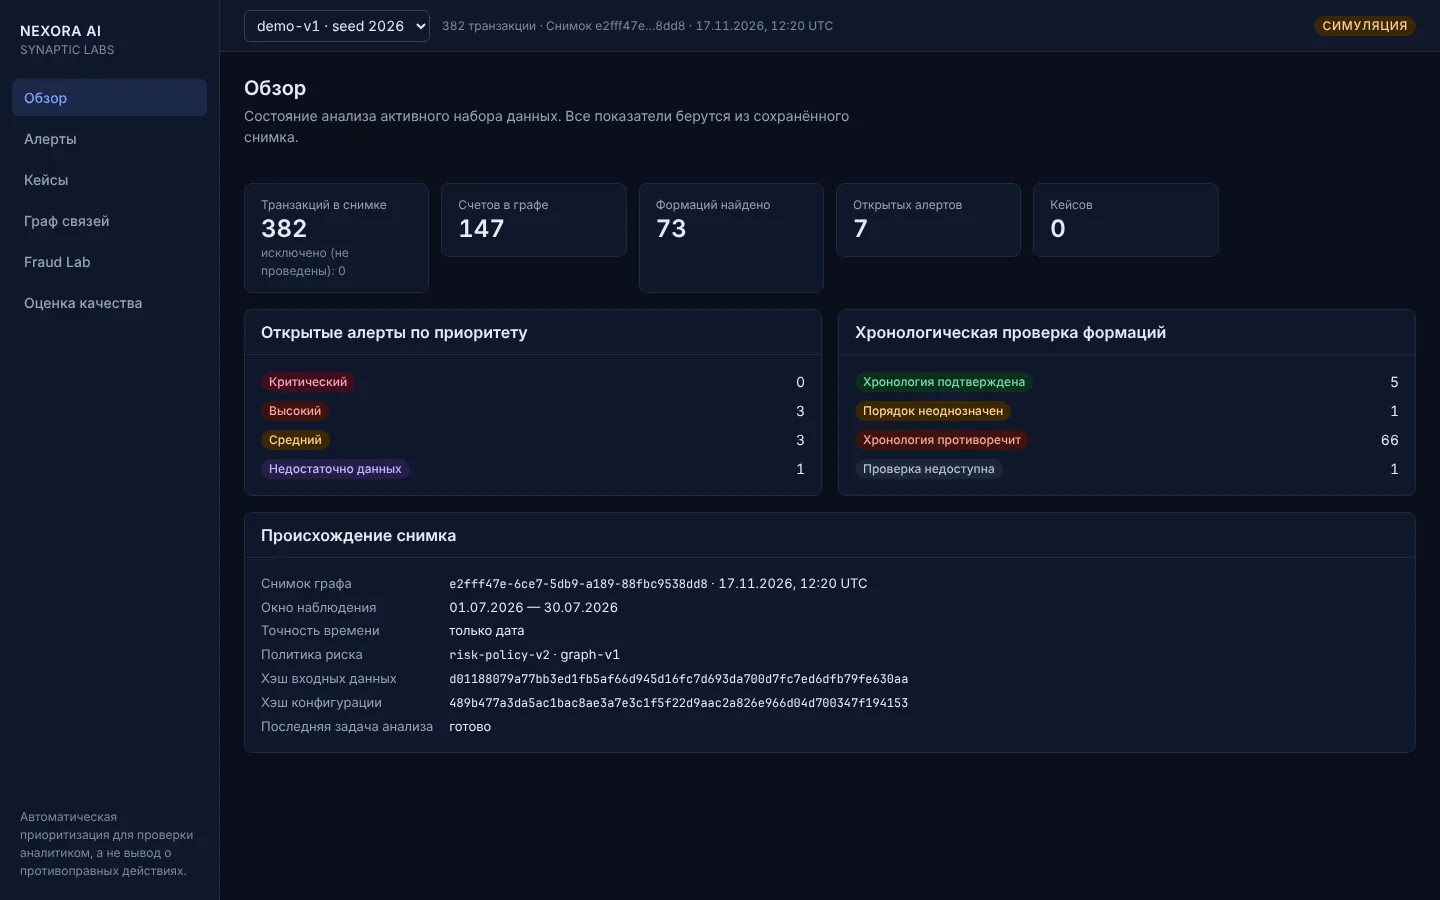 NEXORA AI
SYNAPTIC LABS
Обзор
Алерты
Кейсы
Граф связей
Fraud Lab
Оценка качества
Автоматическая
приоритизация для проверки
аналитиком, а не вывод о
противоправных действиях.
demo-v1 · seed 2026
382 транзакции · Снимок e2fff47e…8dd8 · 17.11.2026, 12:20 UTC
СИМУЛЯЦИЯ
Обзор
Состояние анализа активного набора данных. Все показатели берутся из сохранённого
снимка.
Транзакций в снимке
382
исключено (не
проведены): 0
Счетов в графе
147
Формаций найдено
73
Открытых алертов
7
Кейсов
0
Открытые алерты по приоритету
Критический 0
Высокий 3
Средний 3
Недостаточно данных 1
Хронологическая проверка формаций
Хронология подтверждена 5
Порядок неоднозначен 1
Хронология противоречит 66
Проверка недоступна 1
Происхождение снимка
Снимок графа e2fff47e-6ce7-5db9-a189-88fbc9538dd8 · 17.11.2026, 12:20 UTC
Окно наблюдения 01.07.2026 — 30.07.2026
Точность времени только дата
Политика риска risk-policy-v2 · graph-v1
Хэш входных данных d01188079a77bb3ed1fb5af66d945d16fc7d693da700d7fc7ed6dfb79fe630aa
Хэш конфигурации 489b477a3da5ac1bac8ae3a7e3c1f5f22d9aac2a826e966d04d700347f194153
Последняя задача анализа готово